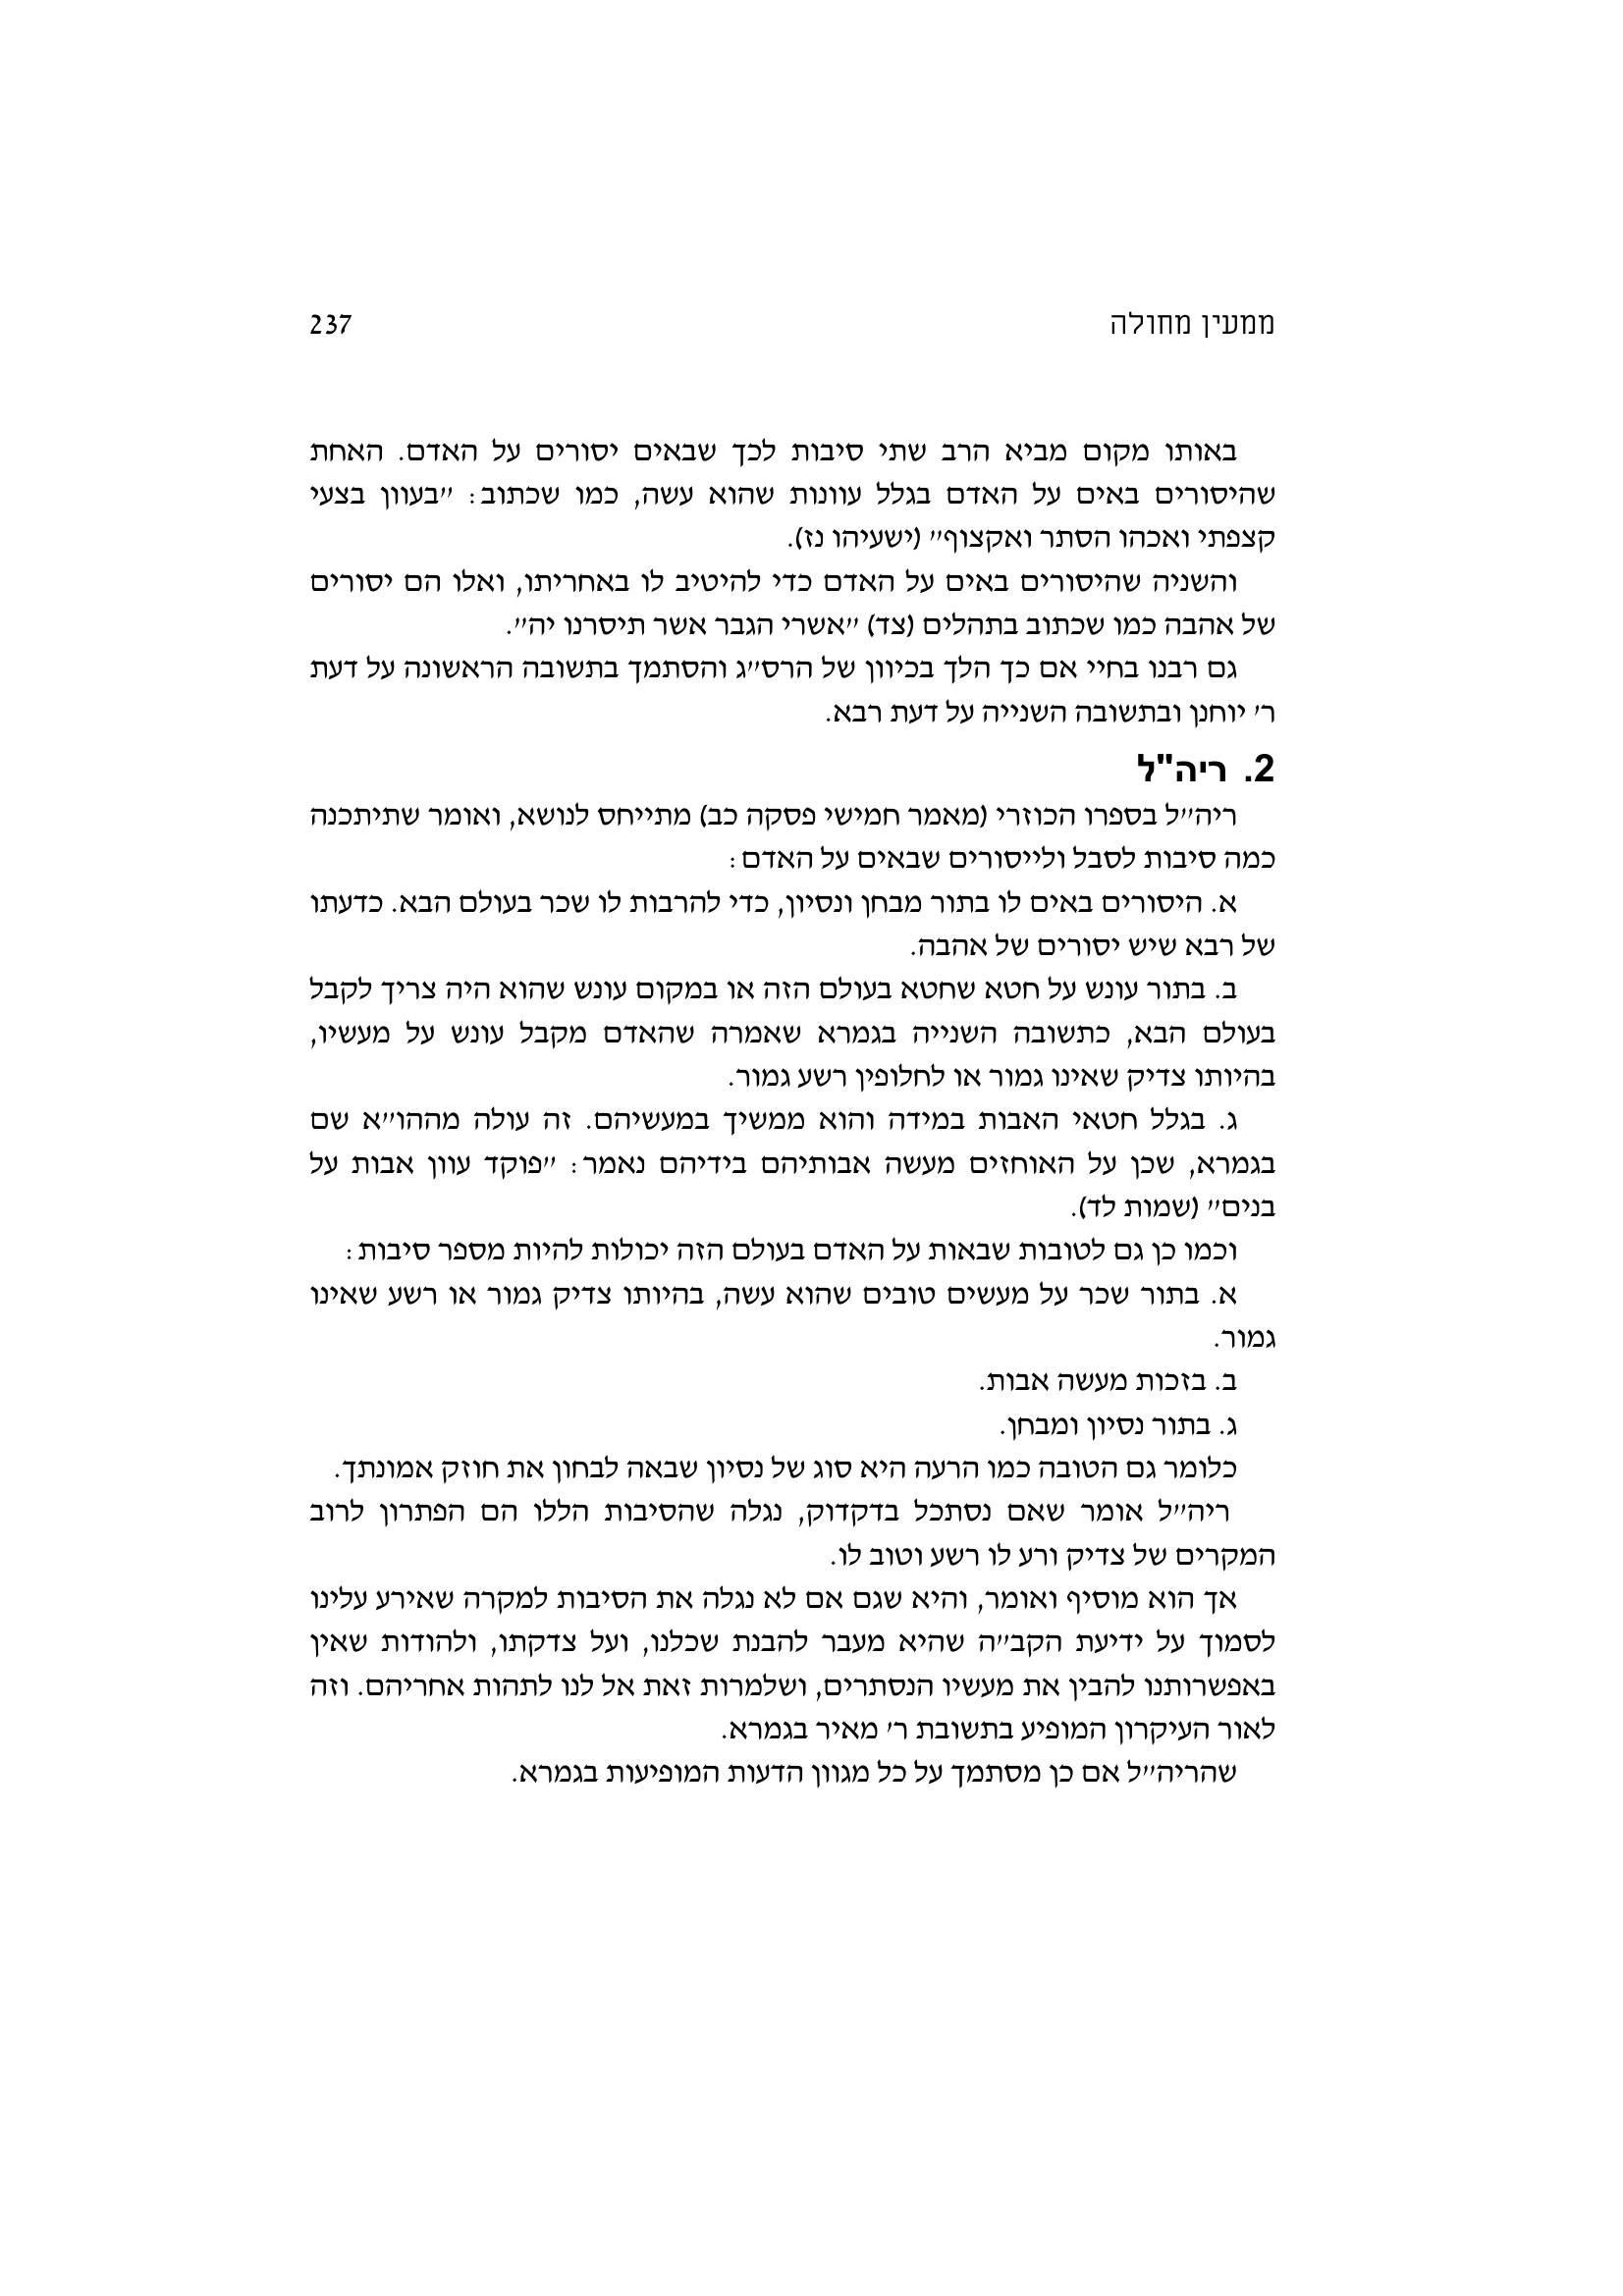 ממעין מחולה 237
באותו מקום מביא הרב שתי סיבות לכך שבאים יסורים על האדם. האחת
שהיסורים באים על האדם בגלל עוונות שהוא עשה, כמו שכתוב: "בעוון בצעי
קצפתי ואכהו הסתר ואקצוף" (ישעיהו נז).
והשניה שהיסורים באים על האדם כדי להיטיב לו באחריתו, ואלו הם יסורים
של אהבה כמו שכתוב בתהלים (צד) "אשרי הגבר אשר תיסרנו יה".
גם רבנו בחיי אם כך הלך בכיוון של הרס"ג והסתמך בתשובה הראשונה על דעת
ר' יוחנן ובתשובה השנייה על דעת רבא.
2. ריה"ל
ריה"ל בספרו הכוזרי (מאמר חמישי פסקה כב) מתייחס לנושא, ואומר שתיתכנה
כמה סיבות לסבל ולייסורים שבאים על האדם:
א. היסורים באים לו בתור מבחן ונסיון, כדי להרבות לו שכר בעולם הבא. כדעתו
של רבא שיש יסורים של אהבה.
ב. בתור עונש על חטא שחטא בעולם הזה או במקום עונש שהוא היה צריך לקבל
בעולם הבא, כתשובה השנייה בגמרא שאמרה שהאדם מקבל עונש על מעשיו,
בהיותו צדיק שאינו גמור או לחלופין רשע גמור.
ג. בגלל חטאי האבות במידה והוא ממשיך במעשיהם. זה עולה מההו"א שם
בגמרא, שכן על האוחזים מעשה אבותיהם בידיהם נאמר: "פוקד עוון אבות על
בנים" (שמות לד).
וכמו כן גם לטובות שבאות על האדם בעולם הזה יכולות להיות מספר סיבות:
א. בתור שכר על מעשים טובים שהוא עשה, בהיותו צדיק גמור או רשע שאינו
גמור.
ב. בזכות מעשה אבות.
ג. בתור נסיון ומבחן.
כלומר גם הטובה כמו הרעה היא סוג של נסיון שבאה לבחון את חוזק אמונתך.
ריה"ל אומר שאם נסתכל בדקדוק, נגלה שהסיבות הללו הם הפתרון לרוב
המקרים של צדיק ורע לו רשע וטוב לו.
אך הוא מוסיף ואומר, והיא שגם אם לא נגלה את הסיבות למקרה שאירע עלינו
לסמוך על ידיעת הקב"ה שהיא מעבר להבנת שכלנו, ועל צדקתו, ולהודות שאין
באפשרותנו להבין את מעשיו הנסתרים, ושלמרות זאת אל לנו לתהות אחריהם. וזה
לאור העיקרון המופיע בתשובת ר' מאיר בגמרא.
שהריה"ל אם כן מסתמך על כל מגוון הדעות המופיעות בגמרא.